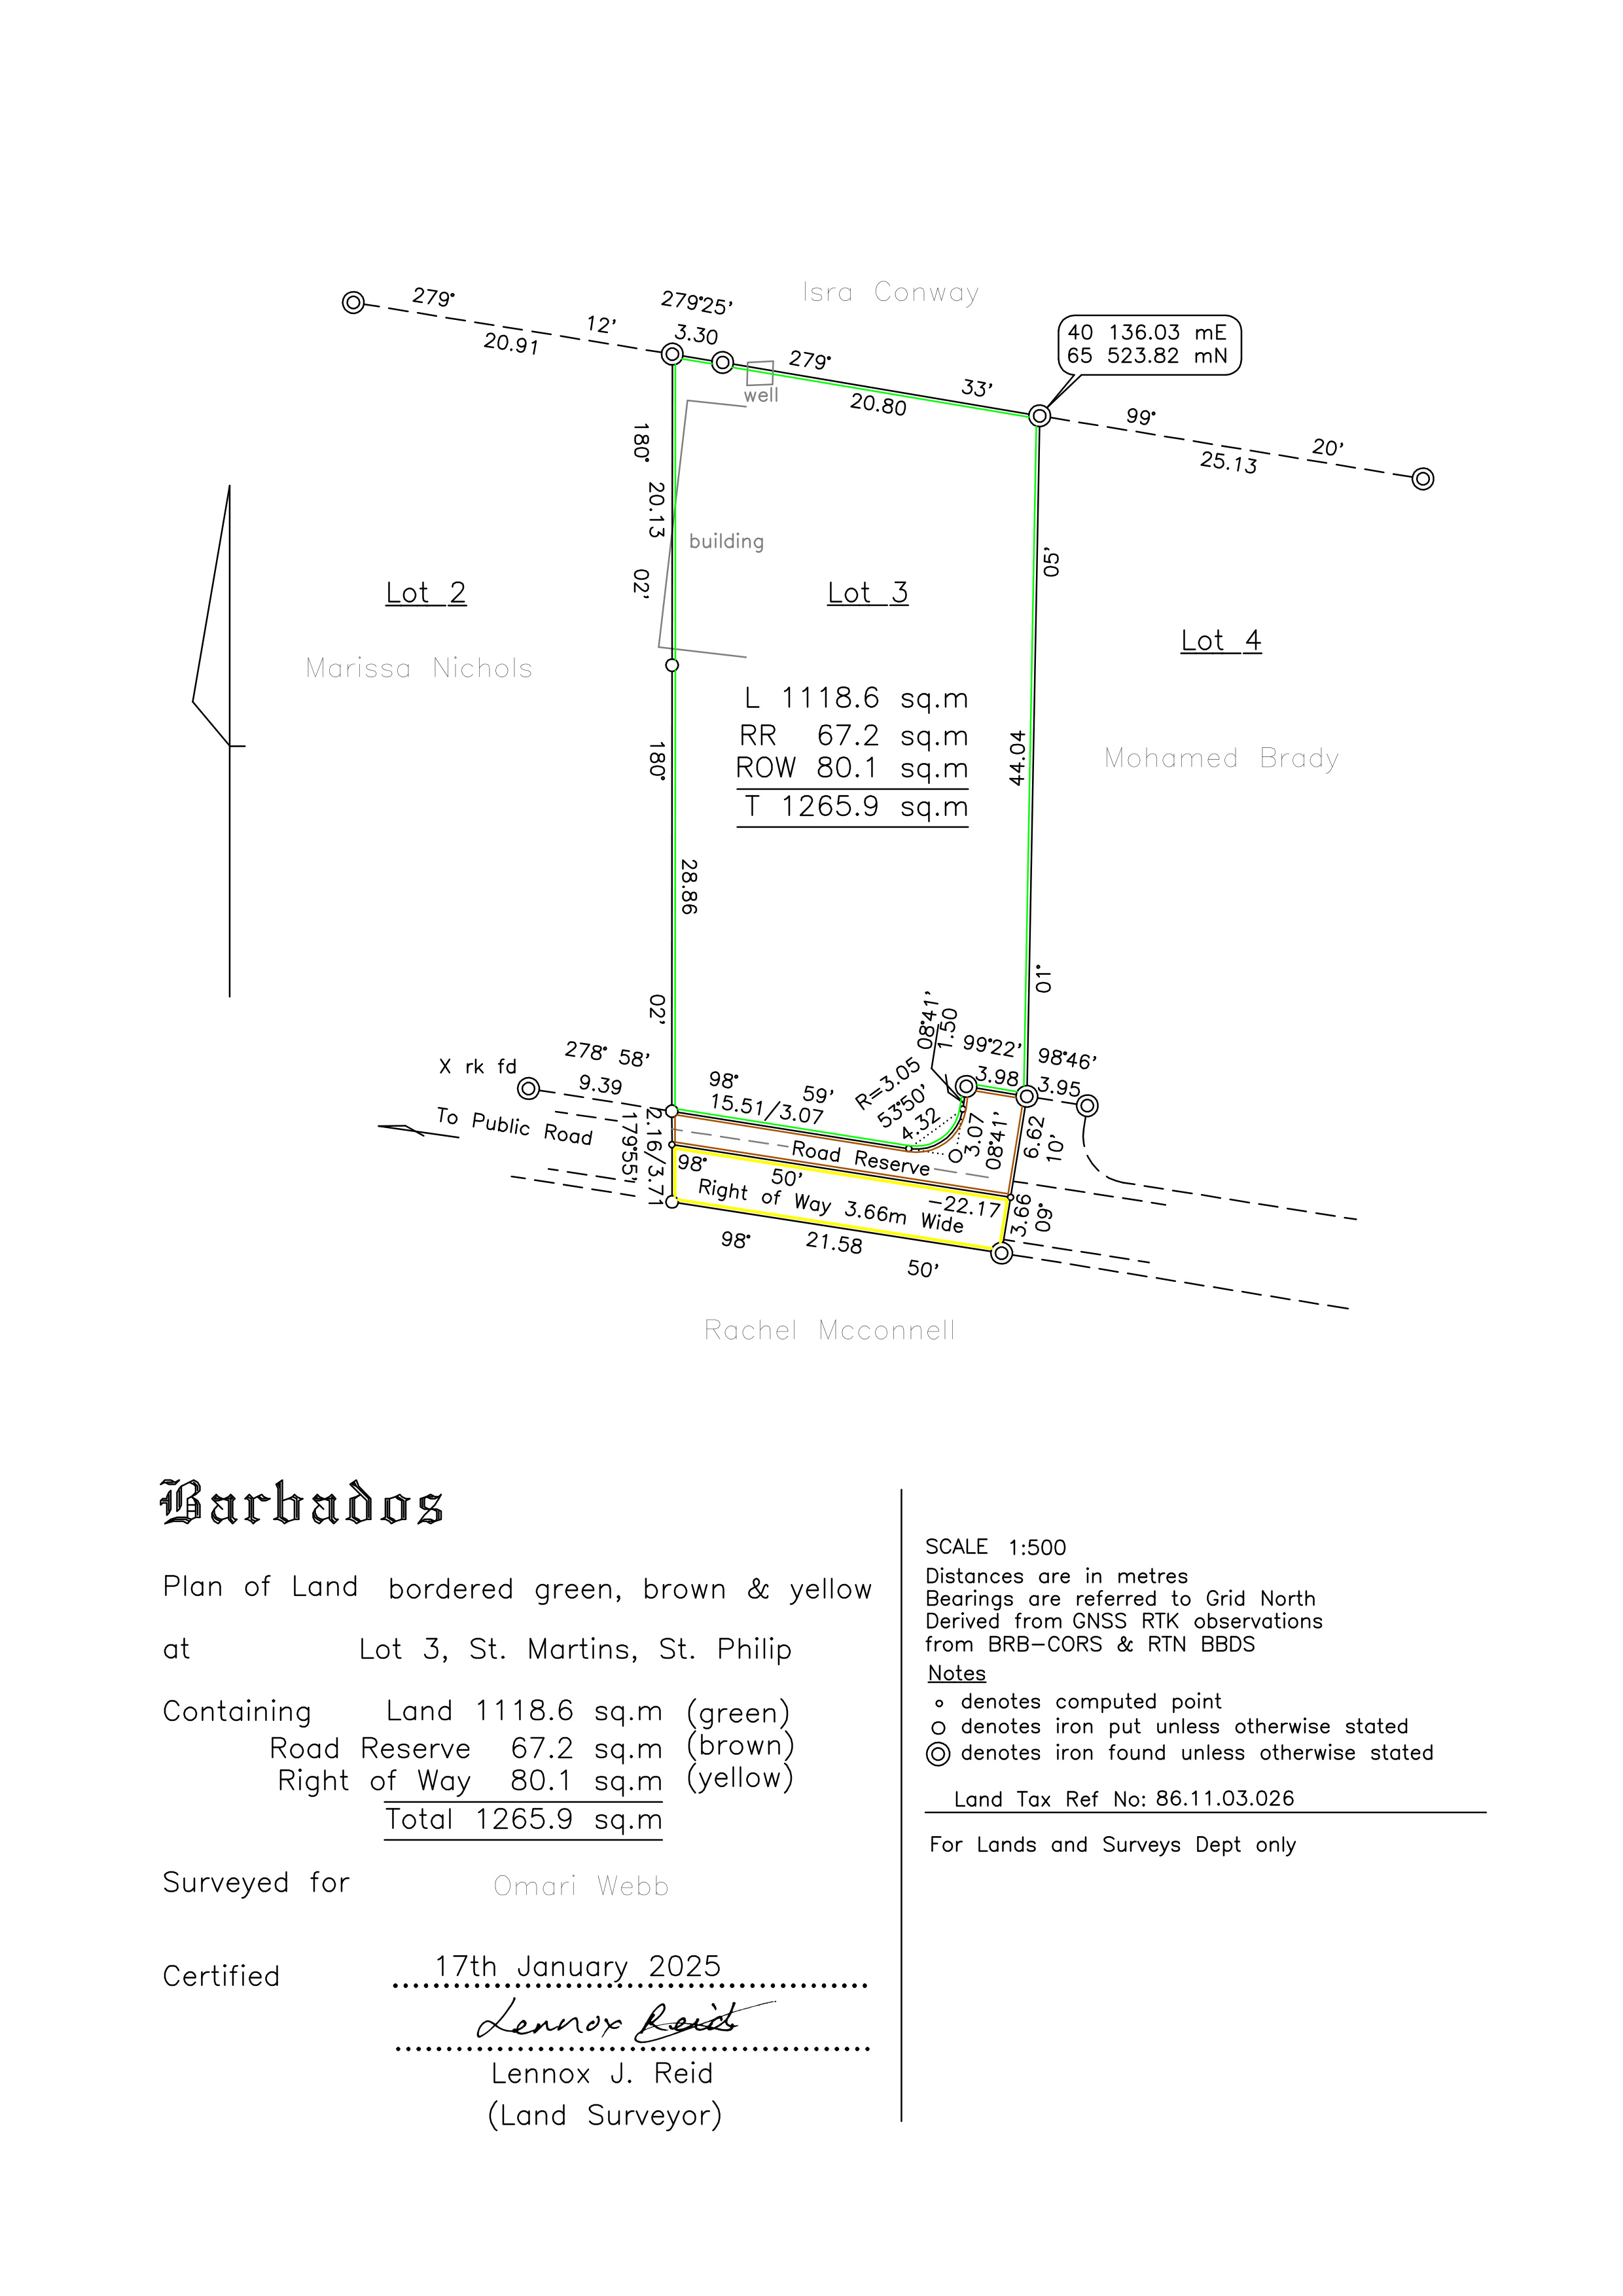 Isra Conway
279° 12'
20.91
279°25'
3.30
279° 33'
20.80
well
40 136.03 mE
65 523.82 mN
99° 20'
25.13
180° 02'
20.13
building
Lot 2
Marissa Nichols
Lot 3
Lot 4
Mohamed Brady
L 1118.6 sq.m
RR 67.2 sq.m
ROW 80.1 sq.m
T 1265.9 sq.m
180° 02'
28.86
01° 05'
44.04
X rk fd
278° 58'
9.39
To Public Road
98° 59'
15.51/3.07
R=3.05
53°50'
4.32
08°41'
1.50
99°22'
3.98
98°46'
3.95
3.07
08°41'
6.62
10'
2.16/3.71
179°55'
Road Reserve
98° 50'
-22.17
Right of Way 3.66m Wide
3.66
09°
98° 50'
21.58
Rachel Mcconnell
Barbados
Plan of Land bordered green, brown & yellow
at Lot 3, St. Martins, St. Philip
Containing Land 1118.6 sq.m (green)
Road Reserve 67.2 sq.m (brown)
Right of Way 80.1 sq.m (yellow)
Total 1265.9 sq.m
Surveyed for Omari Webb
Certified 17th January 2025
Lennox Reid
Lennox J. Reid
(Land Surveyor)
SCALE 1:500
Distances are in metres
Bearings are referred to Grid North
Derived from GNSS RTK observations
from BRB-CORS & RTN BBDS
Notes
denotes computed point
denotes iron put unless otherwise stated
denotes iron found unless otherwise stated
Land Tax Ref No: 86.11.03.026
For Lands and Surveys Dept only